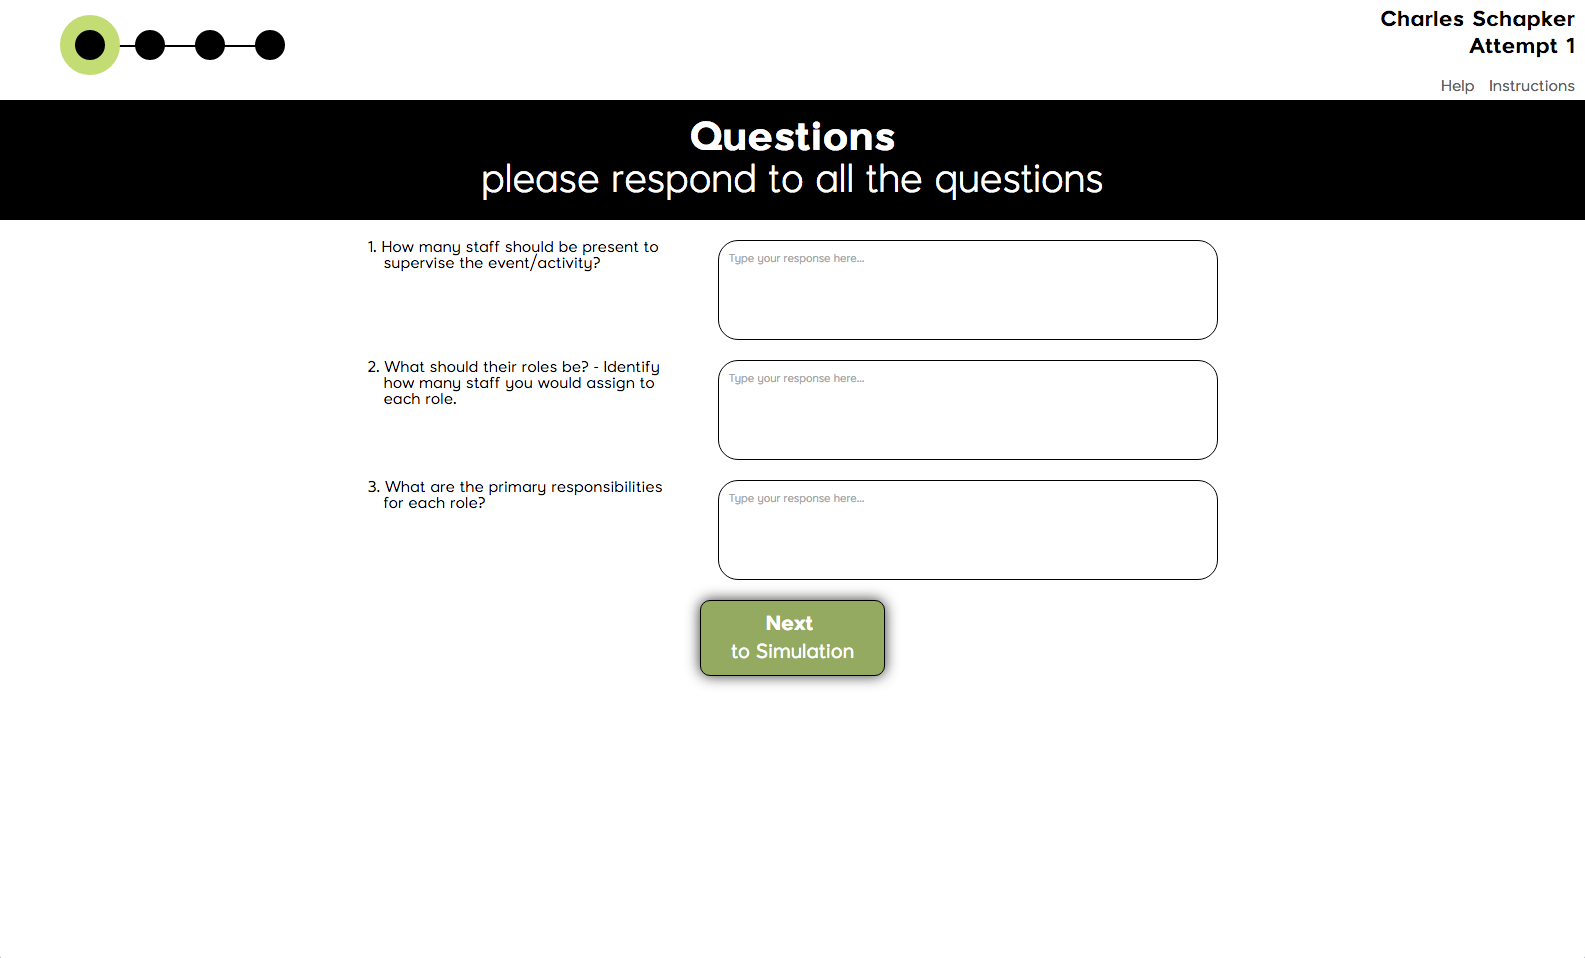 Charles Schapker
Attempt 1
Help Instructions
Questions
please respond to all the questions
1. How many staff should be present to
supervise the event/activity?
Type your response here...
2. What should their roles be? - Identify
how many staff you would assign to
each role.
Type your response here...
3. What are the primary responsibilities
for each role?
Type your response here...
Next
to Simulation